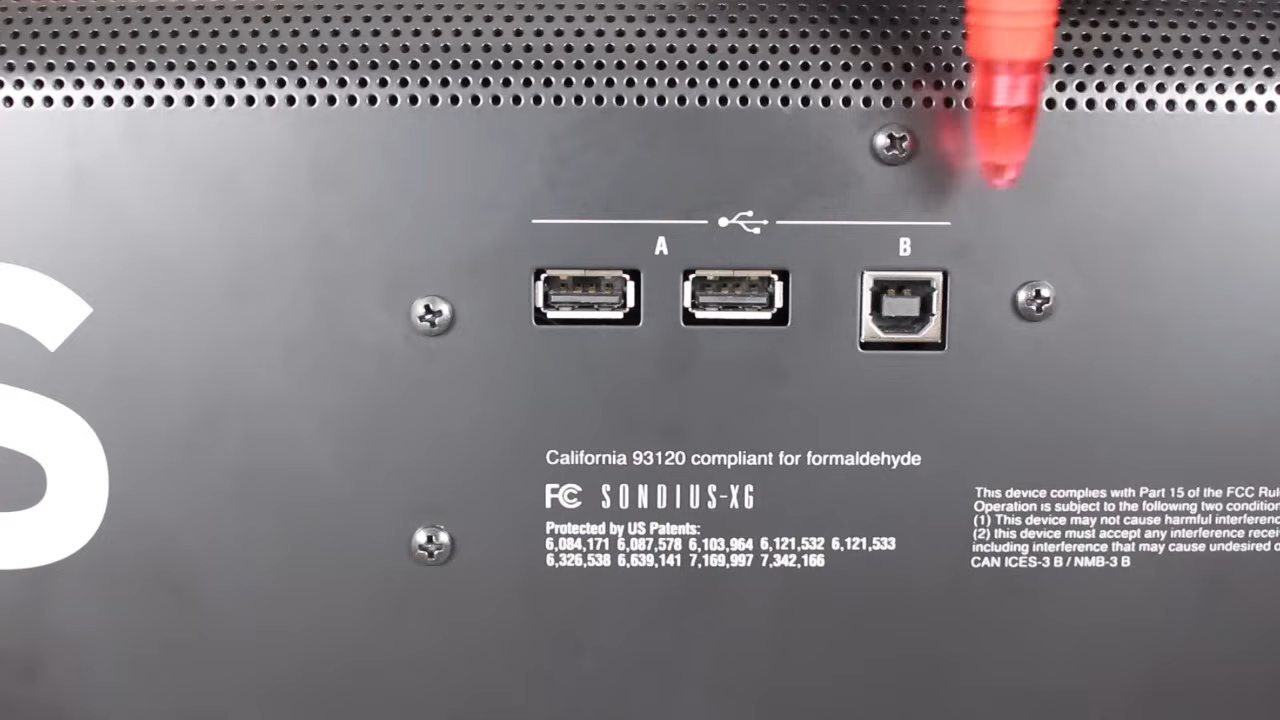 A B
S
California 93120 compliant for formaldehyde
FC SONDIUS-XG
Protected by US Patents:
6,084,171 6,087,578 6,103,964 6,121,532 6,121,533
6,326,538 6,639,141 7,169,997 7,342,166
This device complies with Part 15 of the FCC Rul
Operation is subject to the following two condition
(1) This device may not cause harmful interferenc
(2) this device must accept any interference recei
including interference that may cause undesired o
CAN ICES-3 B / NMB-3 B